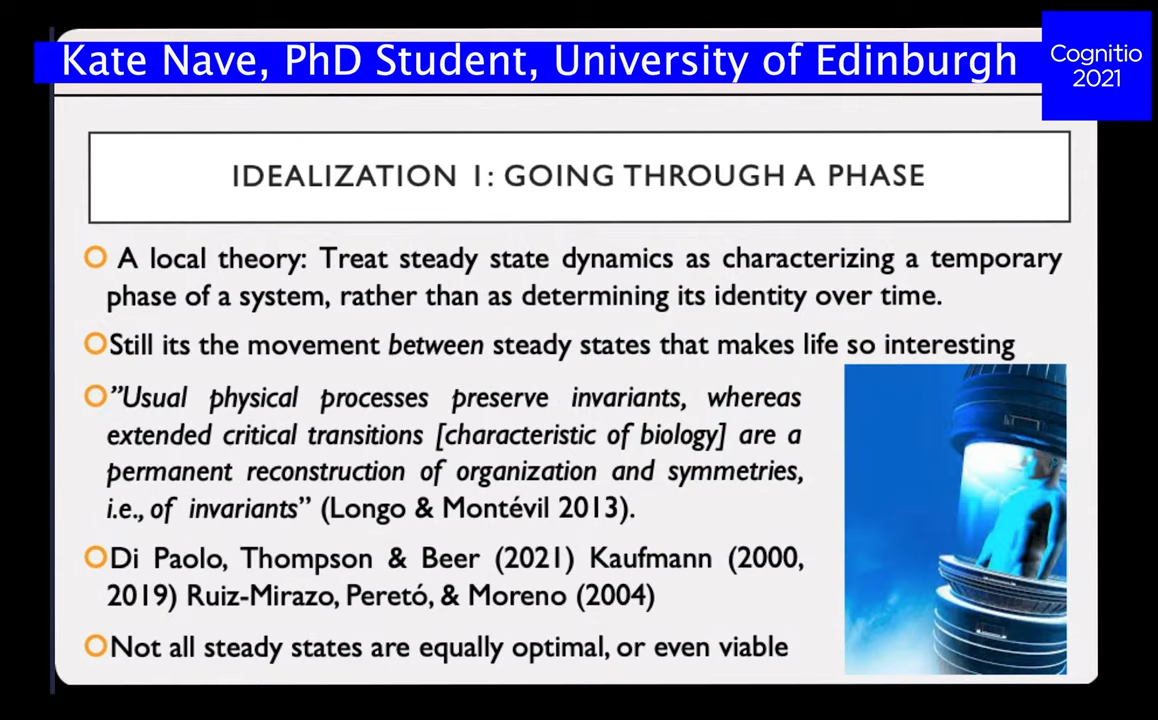 Kate Nave, PhD Student, University of Edinburgh
Cognitio
2021
IDEALIZATION 1: GOING THROUGH A PHASE
A local theory: Treat steady state dynamics as characterizing a temporary
phase of a system, rather than as determining its identity over time.
Still its the movement between steady states that makes life so interesting
”Usual physical processes preserve invariants, whereas
extended critical transitions [characteristic of biology] are a
permanent reconstruction of organization and symmetries,
i.e., of invariants” (Longo & Montévil 2013).
Di Paolo, Thompson & Beer (2021) Kaufmann (2000,
2019) Ruiz-Mirazo, Peretó, & Moreno (2004)
Not all steady states are equally optimal, or even viable